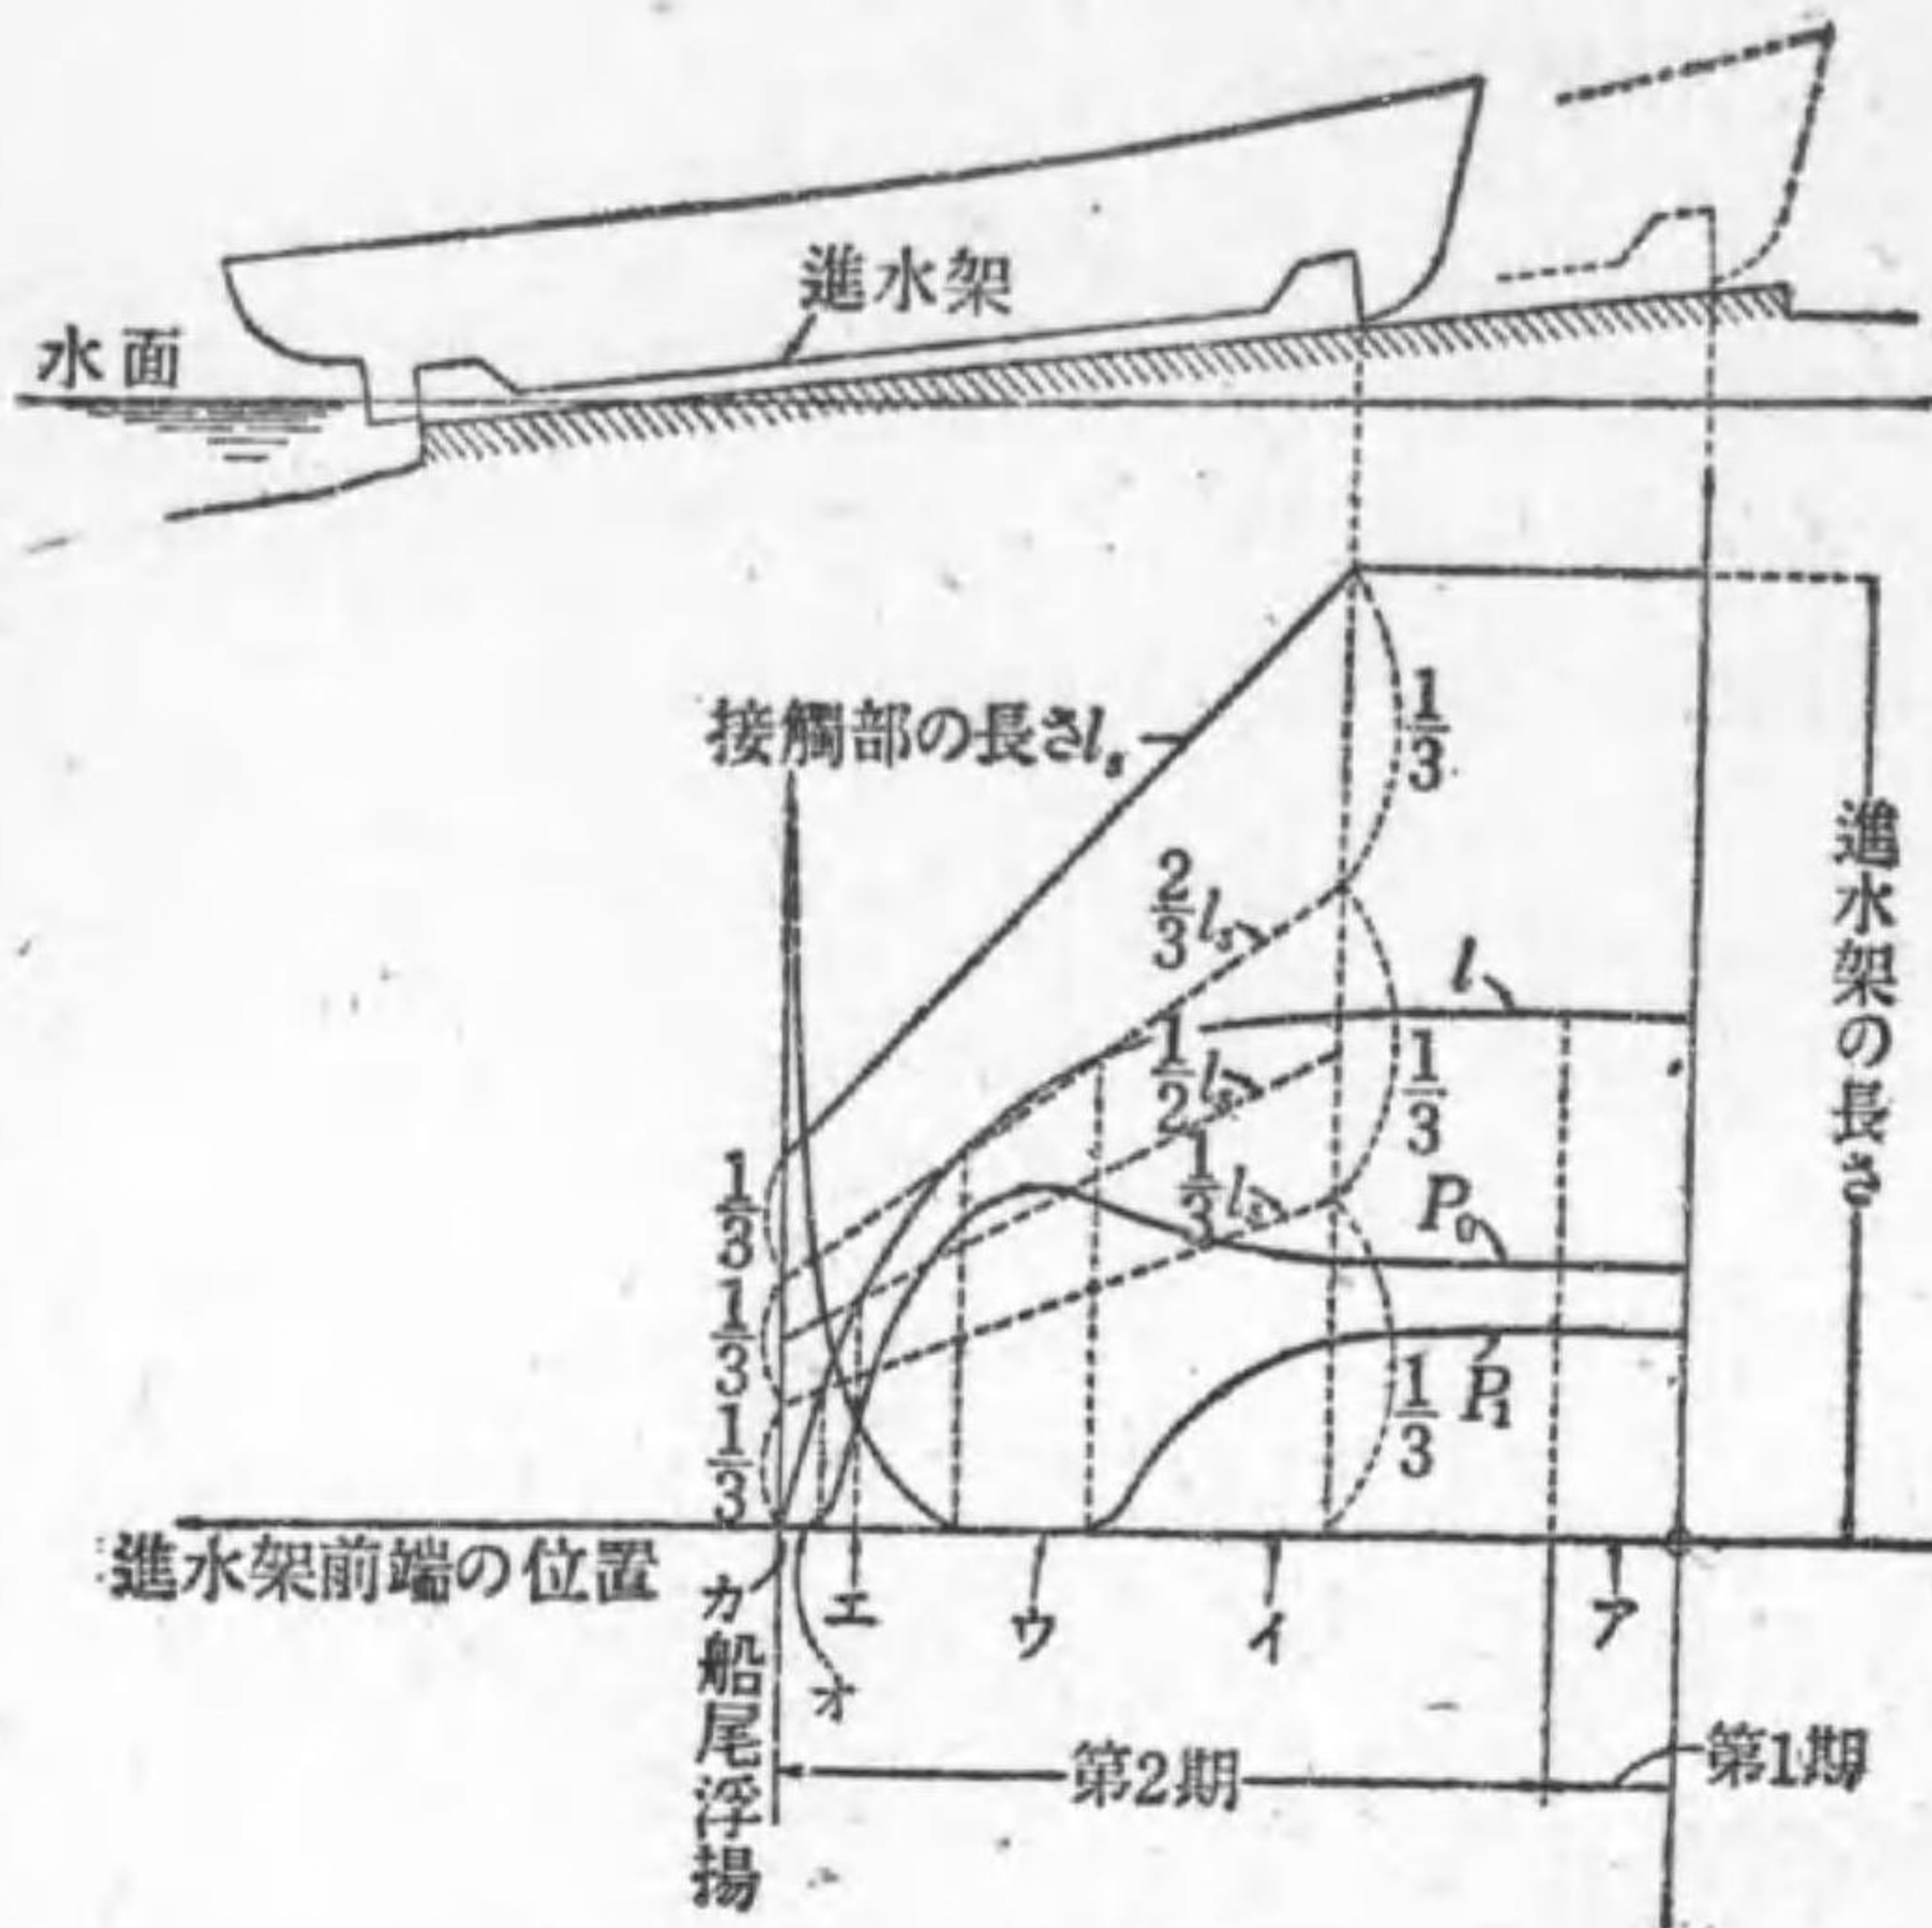 進水架
水面
接觸部の長さl_s
1/3
2/3 l_s
l
1/2 l_s
1/3
1/3 l_s
P_0
進水架の長さ
1/3
1/3
1/3
P_1
1/3
進水架前端の位置
カ
エ
ウ
イ
ア
オ
船尾浮揚
第2期
第1期